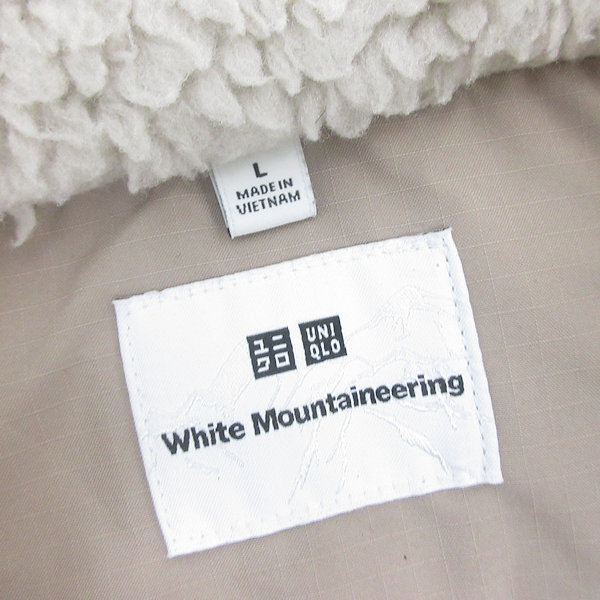 L
MADE IN
VIETNAM
ユニ UNI
クロ QLO
White Mountaineering